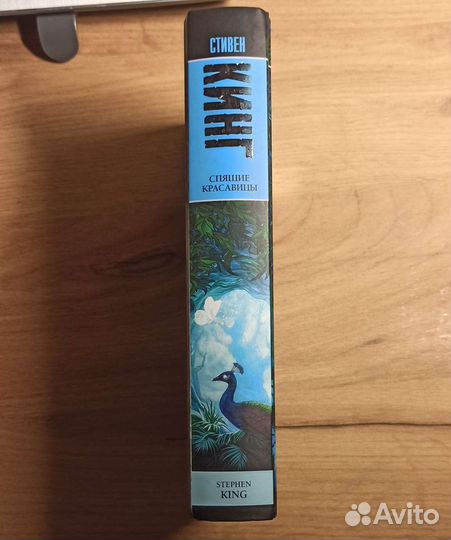 СТИВЕН
КИНГ
СПЯЩИЕ
КРАСАВИЦЫ
STEPHEN
KING
Avito